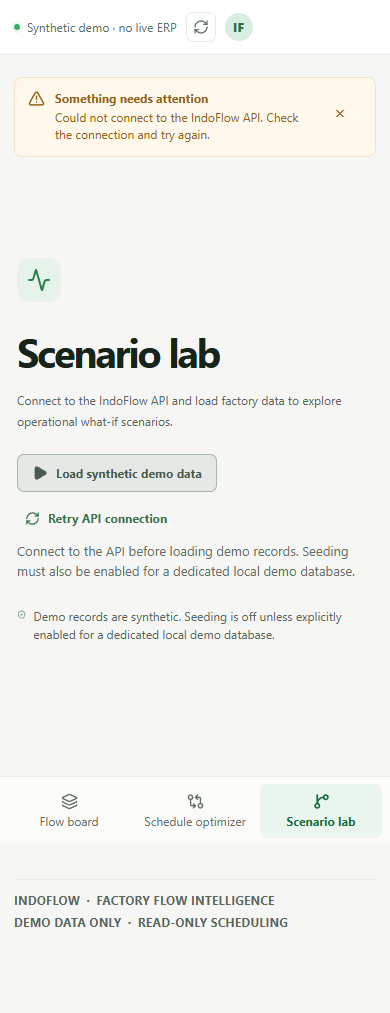 Synthetic demo · no live ERP
IF
Something needs attention
Could not connect to the IndoFlow API. Check
the connection and try again.
Scenario lab
Connect to the IndoFlow API and load factory data to explore
operational what-if scenarios.
Load synthetic demo data
Retry API connection
Connect to the API before loading demo records. Seeding
must also be enabled for a dedicated local demo database.
Demo records are synthetic. Seeding is off unless explicitly
enabled for a dedicated local demo database.
Flow board
Schedule optimizer
Scenario lab
INDOFLOW · FACTORY FLOW INTELLIGENCE
DEMO DATA ONLY · READ-ONLY SCHEDULING